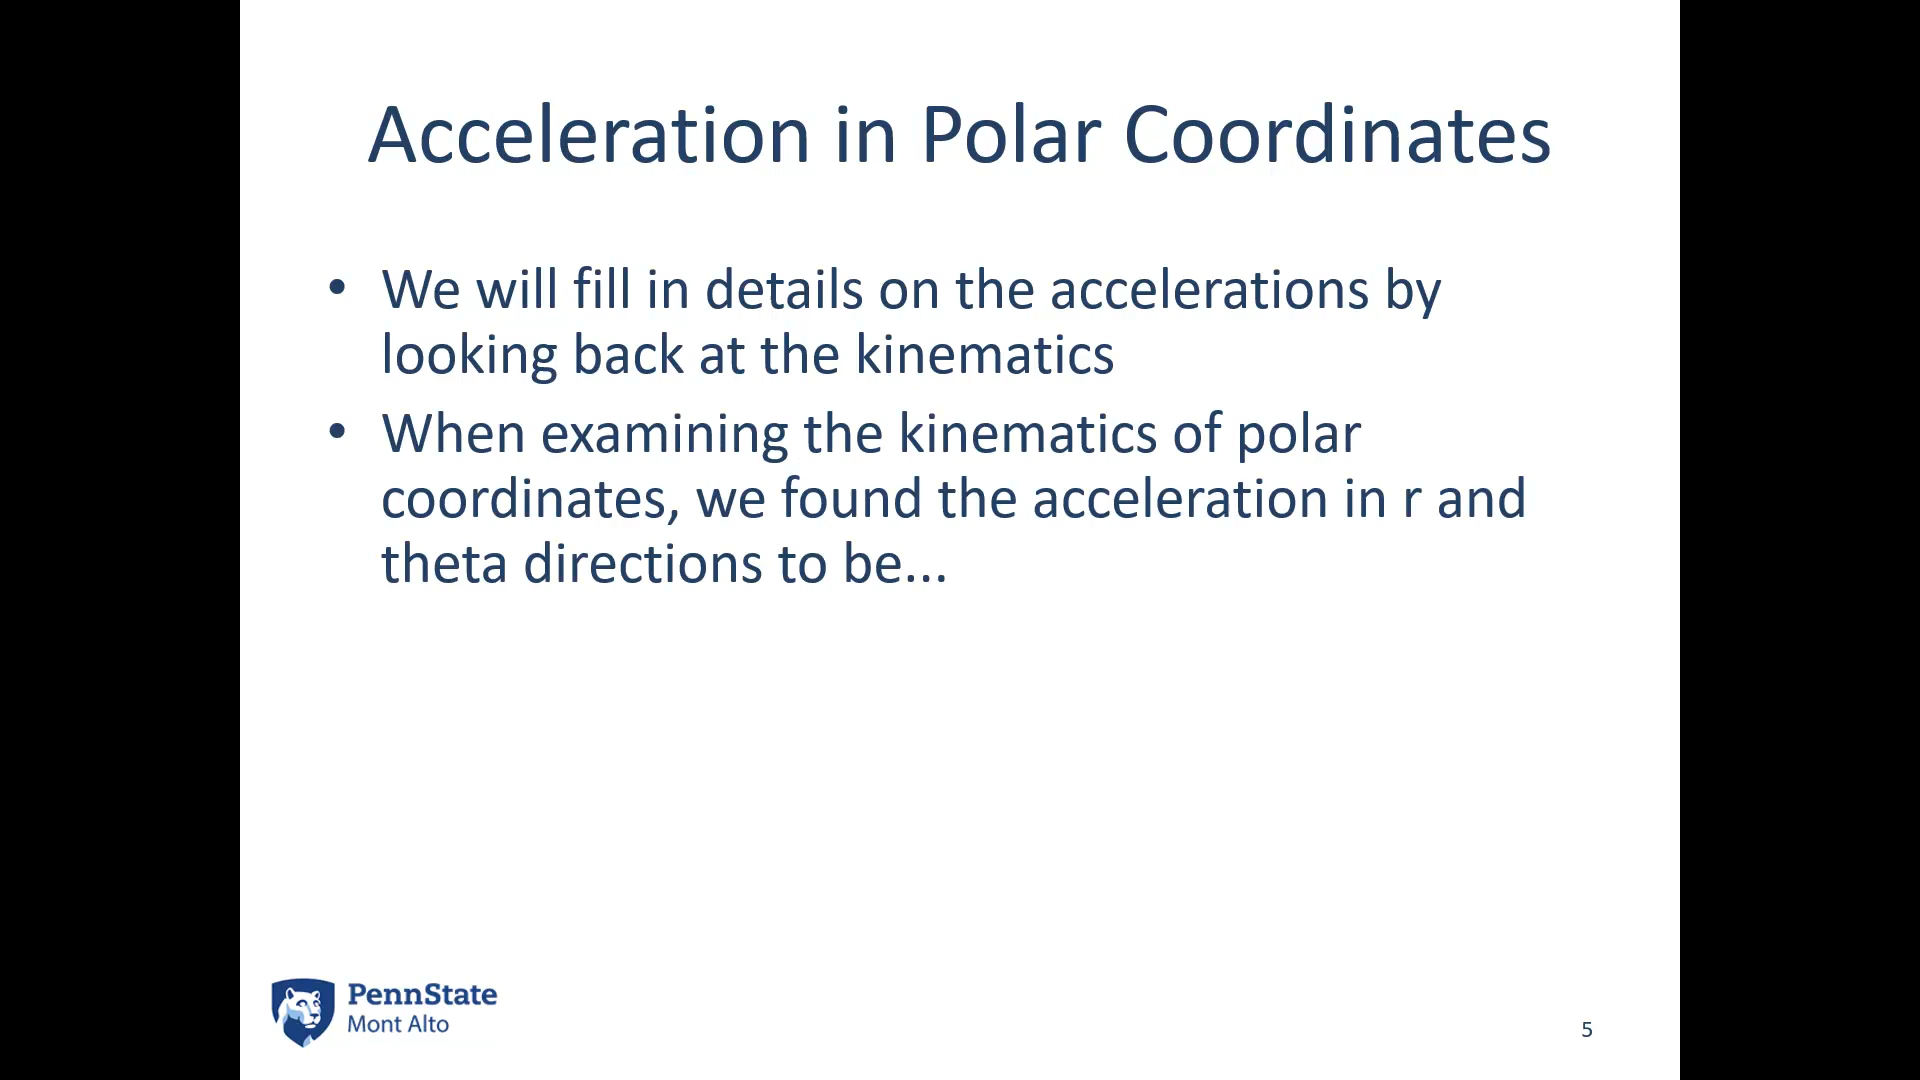 Acceleration in Polar Coordinates
• We will fill in details on the accelerations by
looking back at the kinematics
• When examining the kinematics of polar
coordinates, we found the acceleration in r and
theta directions to be...
PennState
Mont Alto
5